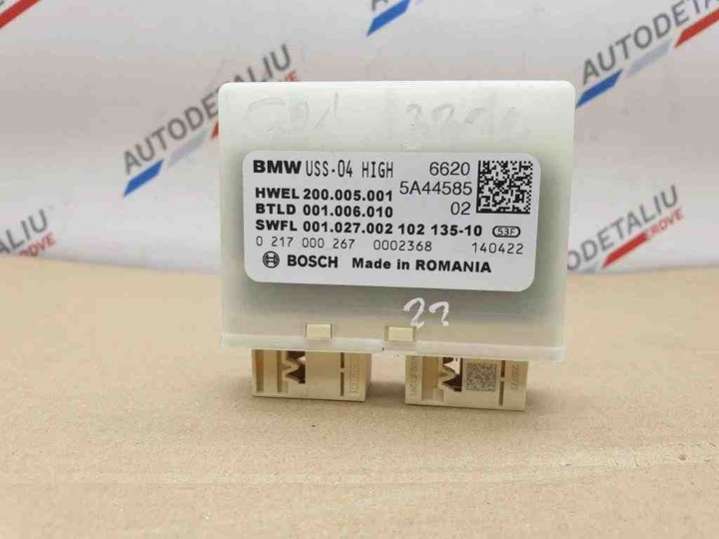 AUTODETALIU
AUTODETALIU
BMW USS-04 HIGH 6620
HWEL 200.005.001 5A44585
BTLD 001.006.010 02
SWFL 001.027.002 102 135-10 53F
0 217 000 267 0002368 140422
BOSCH Made in ROMANIA